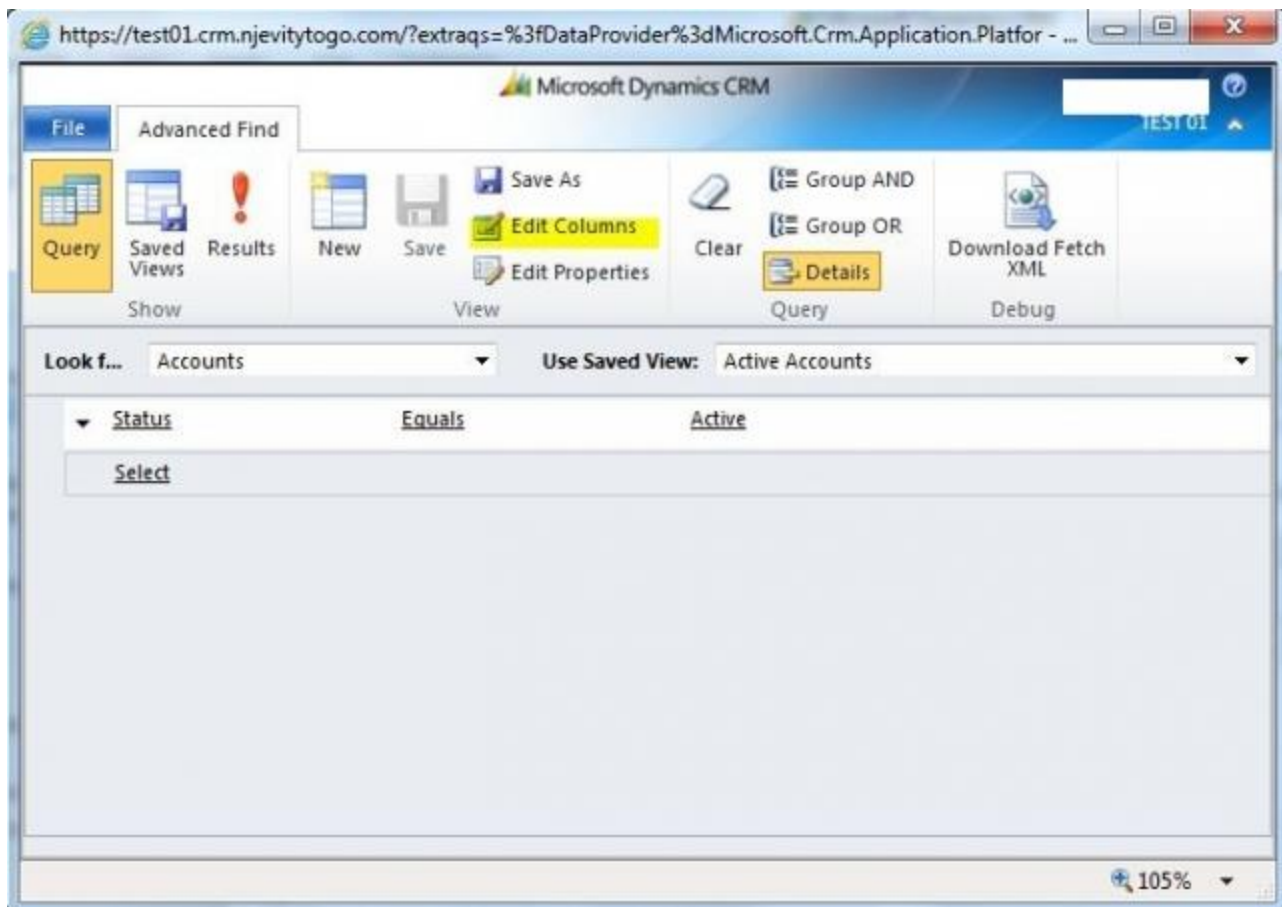 https://test01.crm.njevitytogo.com/?extraqs=%3fDataProvider%3dMicrosoft.Crm.Application.Platfor - ...
Microsoft Dynamics CRM
TEST 01
File
Advanced Find
Query
Saved Views
Results
New
Save
Save As
Edit Columns
Edit Properties
Clear
Group AND
Group OR
Details
Download Fetch XML
Show
View
Query
Debug
Look f... Accounts
Use Saved View: Active Accounts
Status Equals Active
Select
105%